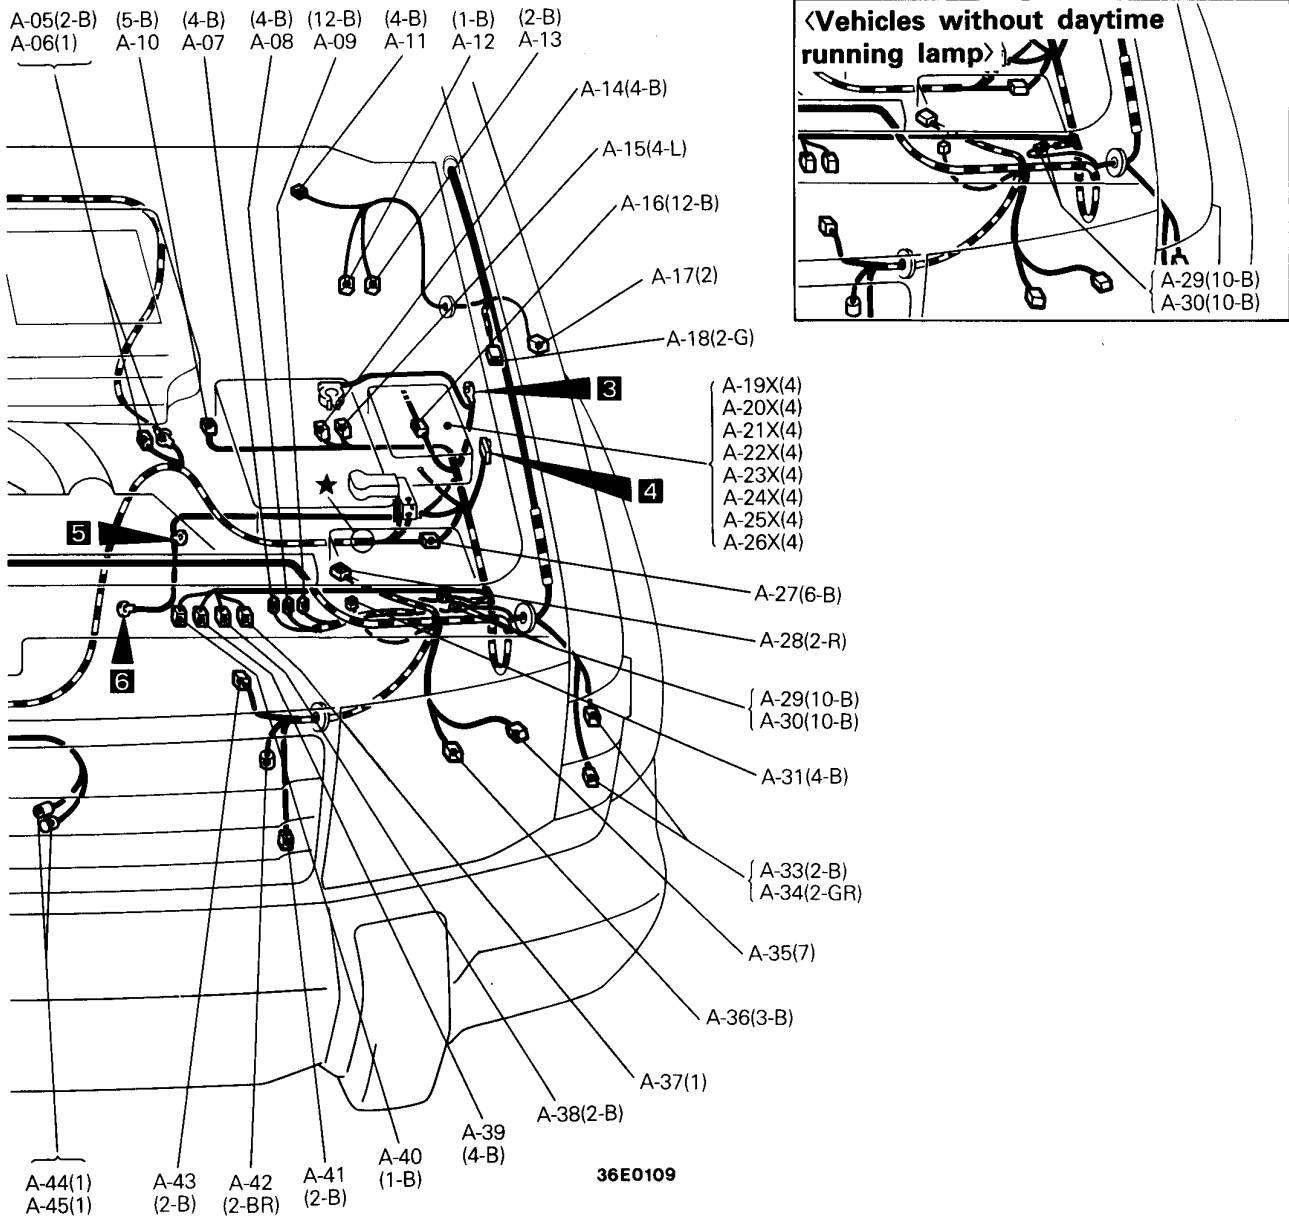 A-05(2-B) (5-B) (4-B) (4-B) (12-B) (4-B) (1-B) (2-B)
A-06(1) A-10 A-07 A-08 A-09 A-11 A-12 A-13
〈Vehicles without daytime
running lamp〉
A-14(4-B)
A-15(4-L)
A-16(12-B)
A-17(2)
A-29(10-B)
A-30(10-B)
A-18(2-G)
3
A-19X(4)
A-20X(4)
A-21X(4)
A-22X(4)
A-23X(4)
A-24X(4)
A-25X(4)
A-26X(4)
★
4
5
A-27(6-B)
A-28(2-R)
6
A-29(10-B)
A-30(10-B)
A-31(4-B)
A-33(2-B)
A-34(2-GR)
A-35(7)
A-36(3-B)
A-37(1)
A-38(2-B)
A-39
(4-B)
A-40
(1-B)
A-41
(2-B)
A-42
(2-BR)
A-43
(2-B)
A-44(1)
A-45(1)
36E0109